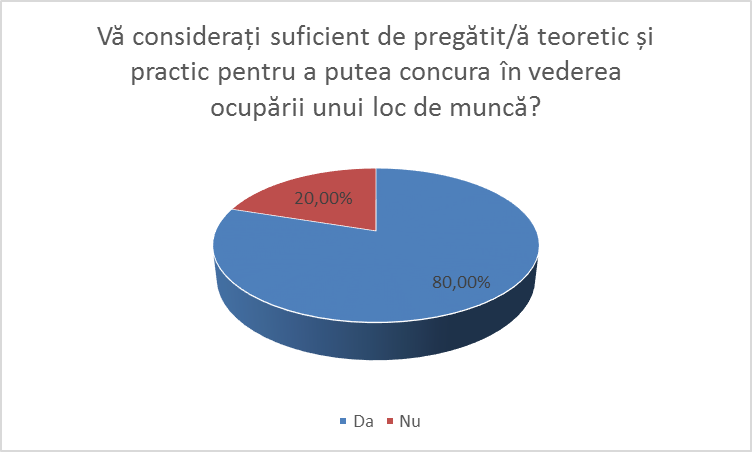 Vă considerați suficient de pregătit/ă teoretic și
practic pentru a putea concura în vederea
ocupării unui loc de muncă?
20,00%
80,00%
Da Nu